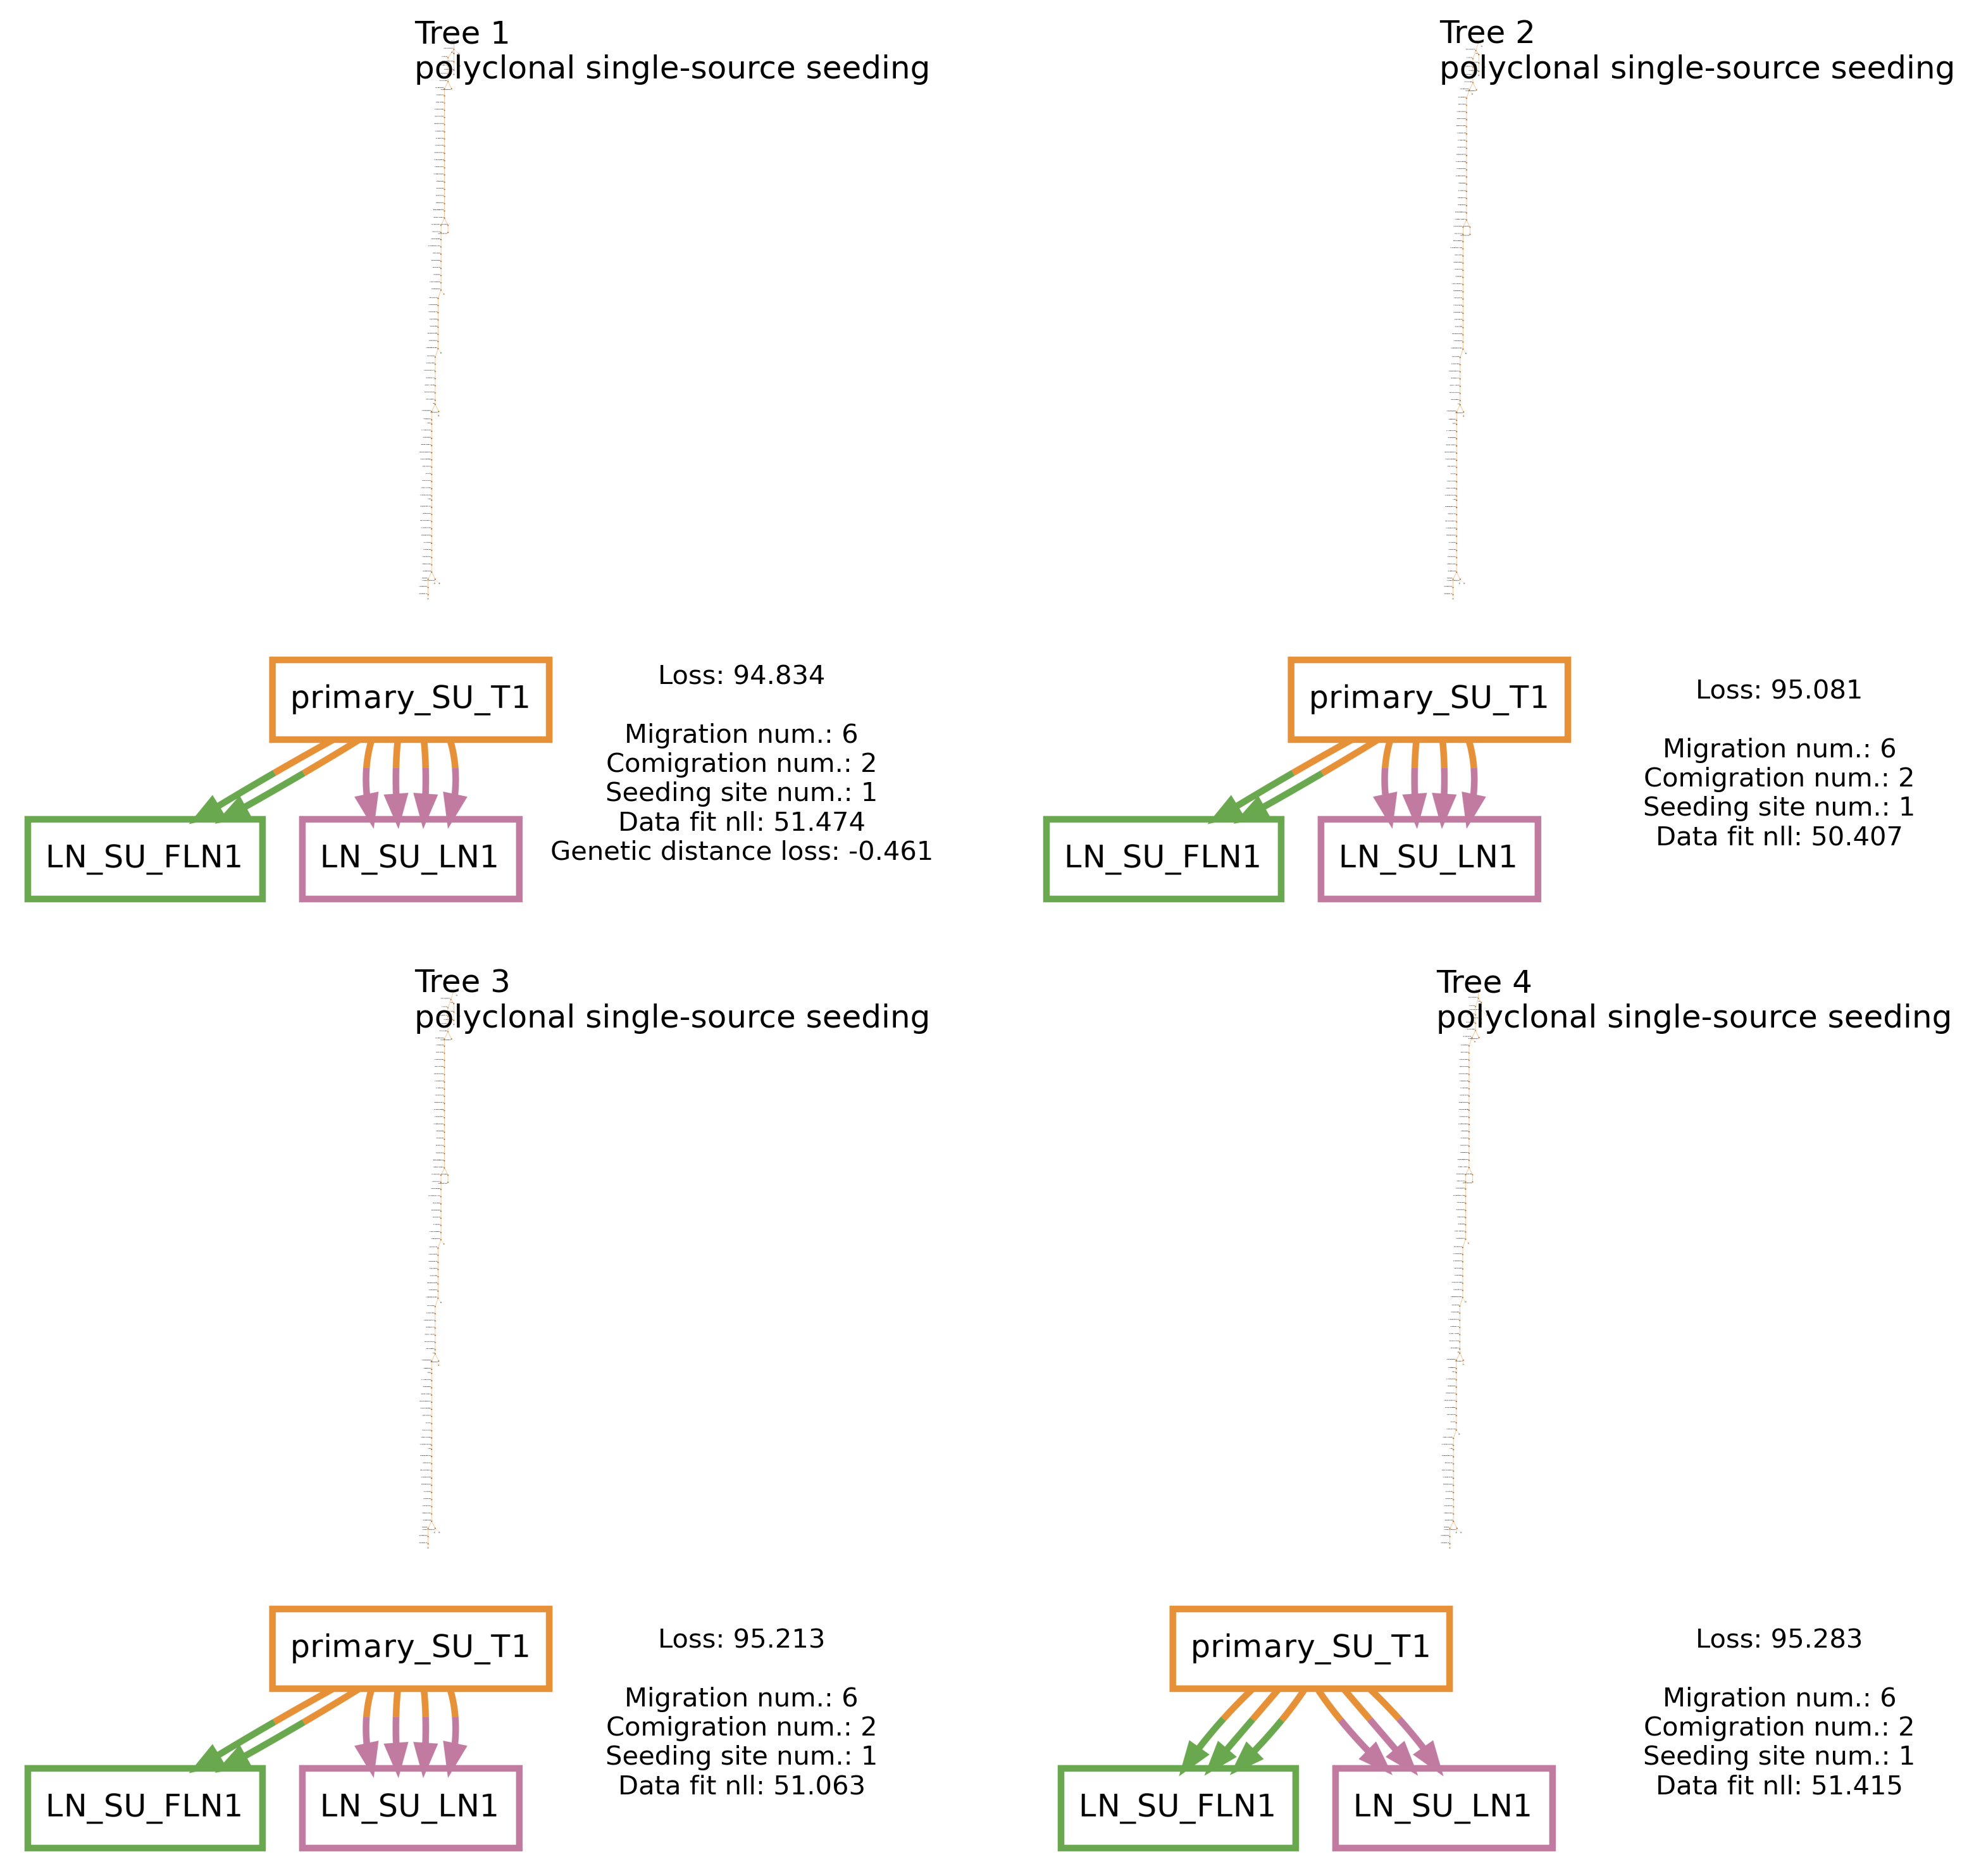 Tree 1
polyclonal single-source seeding
primary_SU_T1
LN_SU_FLN1
LN_SU_LN1
Loss: 94.834
Migration num.: 6
Comigration num.: 2
Seeding site num.: 1
Data fit nll: 51.474
Genetic distance loss: -0.461
Tree 2
polyclonal single-source seeding
primary_SU_T1
LN_SU_FLN1
LN_SU_LN1
Loss: 95.081
Migration num.: 6
Comigration num.: 2
Seeding site num.: 1
Data fit nll: 50.407
Tree 3
polyclonal single-source seeding
primary_SU_T1
LN_SU_FLN1
LN_SU_LN1
Loss: 95.213
Migration num.: 6
Comigration num.: 2
Seeding site num.: 1
Data fit nll: 51.063
Tree 4
polyclonal single-source seeding
primary_SU_T1
LN_SU_FLN1
LN_SU_LN1
Loss: 95.283
Migration num.: 6
Comigration num.: 2
Seeding site num.: 1
Data fit nll: 51.415